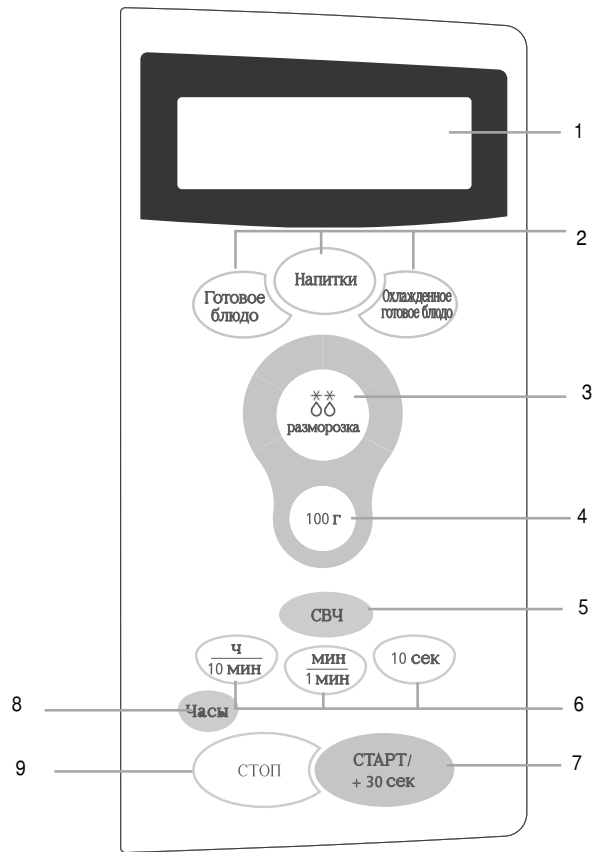 1
2
Напитки
Готовое
блюдо
Охлажденное
готовое блюдо
3
разморозка
100 г
4
5
СВЧ
ч
10 мин
мин
1 мин
10 сек
8
Часы
6
9
СТОП
СТАРТ/
+ 30 сек
7